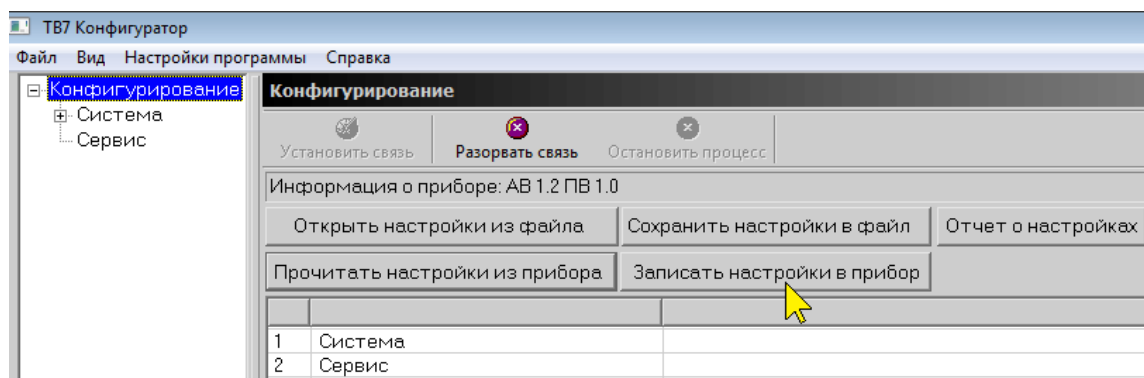 ТВ7 Конфигуратор
Файл Вид Настройки программы Справка
Конфигурирование
Система
Сервис
Конфигурирование
Установить связь Разорвать связь Остановить процесс
Информация о приборе: АВ 1.2 ПВ 1.0
Открыть настройки из файла Сохранить настройки в файл Отчет о настройках
Прочитать настройки из прибора Записать настройки в прибор
1 Система
2 Сервис